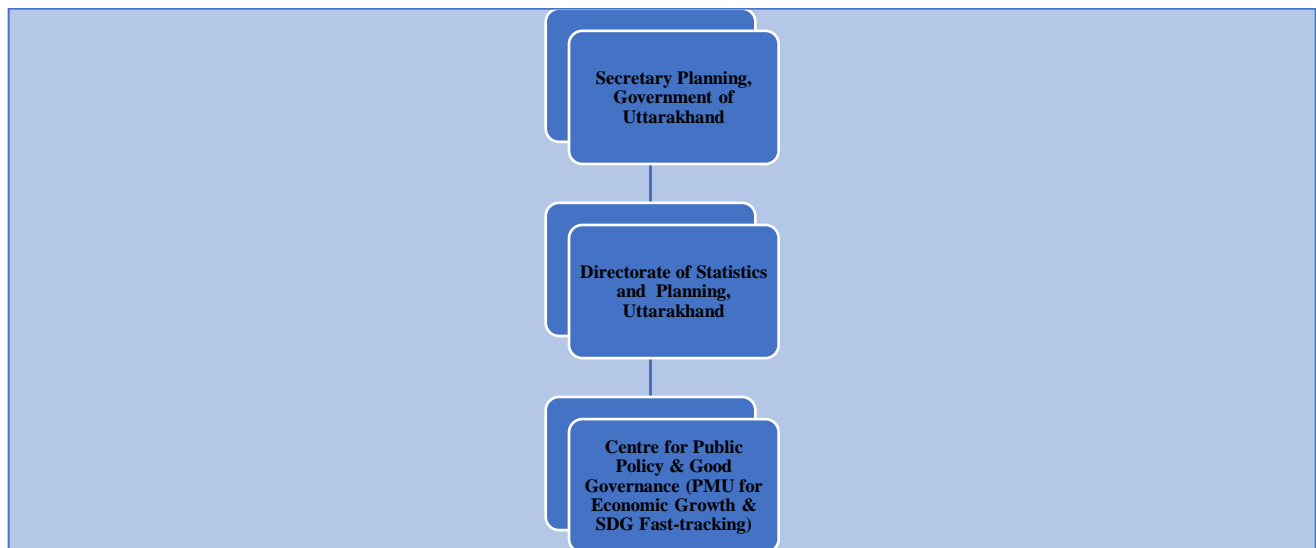 Secretary Planning,
Government of
Uttarakhand
Directorate of Statistics
and Planning,
Uttarakhand
Centre for Public
Policy & Good
Governance (PMU for
Economic Growth &
SDG Fast-tracking)